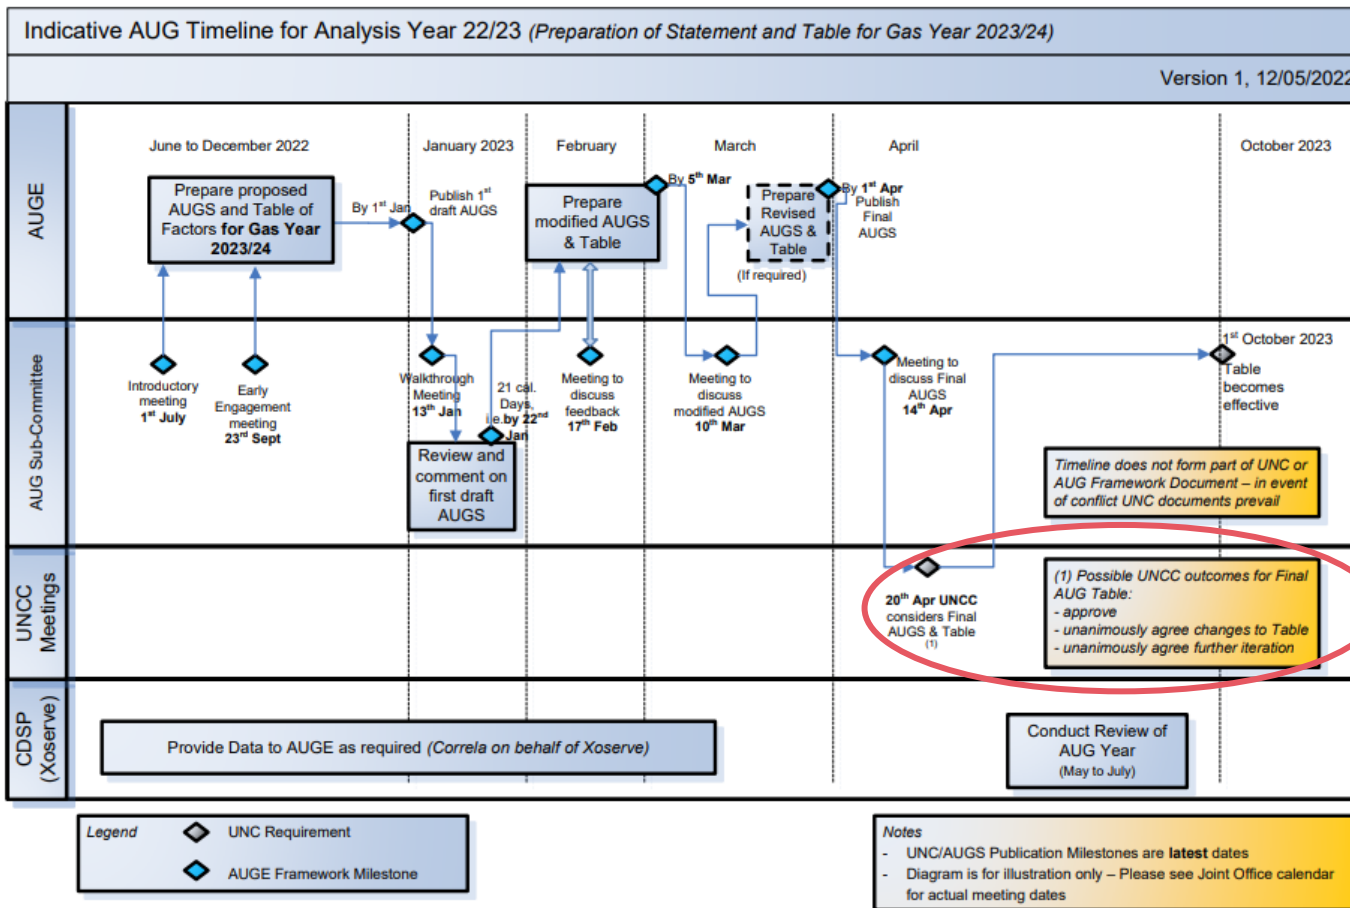 Indicative AUG Timeline for Analysis Year 22/23 (Preparation of Statement and Table for Gas Year 2023/24)
Version 1, 12/05/2022
AUGE
June to December 2022
January 2023
February
March
April
October 2023
Prepare proposed
AUGS and Table of
Factors for Gas Year
2023/24
By 1st Jan
Publish 1st
draft AUGS
Prepare
modified AUGS
& Table
By 5th Mar
Prepare
Revised
AUGS &
Table
(If required)
By 1st Apr
Publish
Final
AUGS
AUG Sub-Committee
Introductory
meeting
1st July
Early
Engagement
meeting
23rd Sept
Walkthrough
Meeting
13th Jan
21 cal.
Days,
i.e. by 22nd
Jan
Review and
comment on
first draft
AUGS
Meeting to
discuss
feedback
17th Feb
Meeting to
discuss
modified AUGS
10th Mar
Meeting to
discuss Final
AUGS
14th Apr
1st October 2023
Table
becomes
effective
Timeline does not form part of UNC or
AUG Framework Document – in event
of conflict UNC documents prevail
UNCC
Meetings
20th Apr UNCC
considers Final
AUGS & Table
(1)
(1) Possible UNCC outcomes for Final
AUG Table:
- approve
- unanimously agree changes to Table
- unanimously agree further iteration
CDSP
(Xoserve)
Provide Data to AUGE as required (Correla on behalf of Xoserve)
Conduct Review of
AUG Year
(May to July)
Legend
UNC Requirement
AUGE Framework Milestone
Notes
- UNC/AUGS Publication Milestones are latest dates
- Diagram is for illustration only – Please see Joint Office calendar
for actual meeting dates